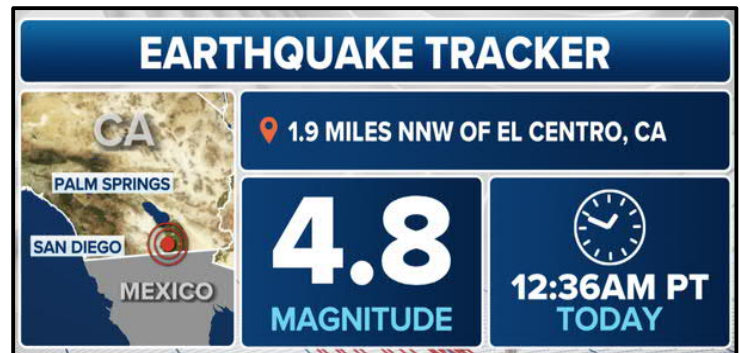 EARTHQUAKE TRACKER
CA
PALM SPRINGS
SAN DIEGO
MEXICO
1.9 MILES NNW OF EL CENTRO, CA
4.8
MAGNITUDE
12:36AM PT
TODAY